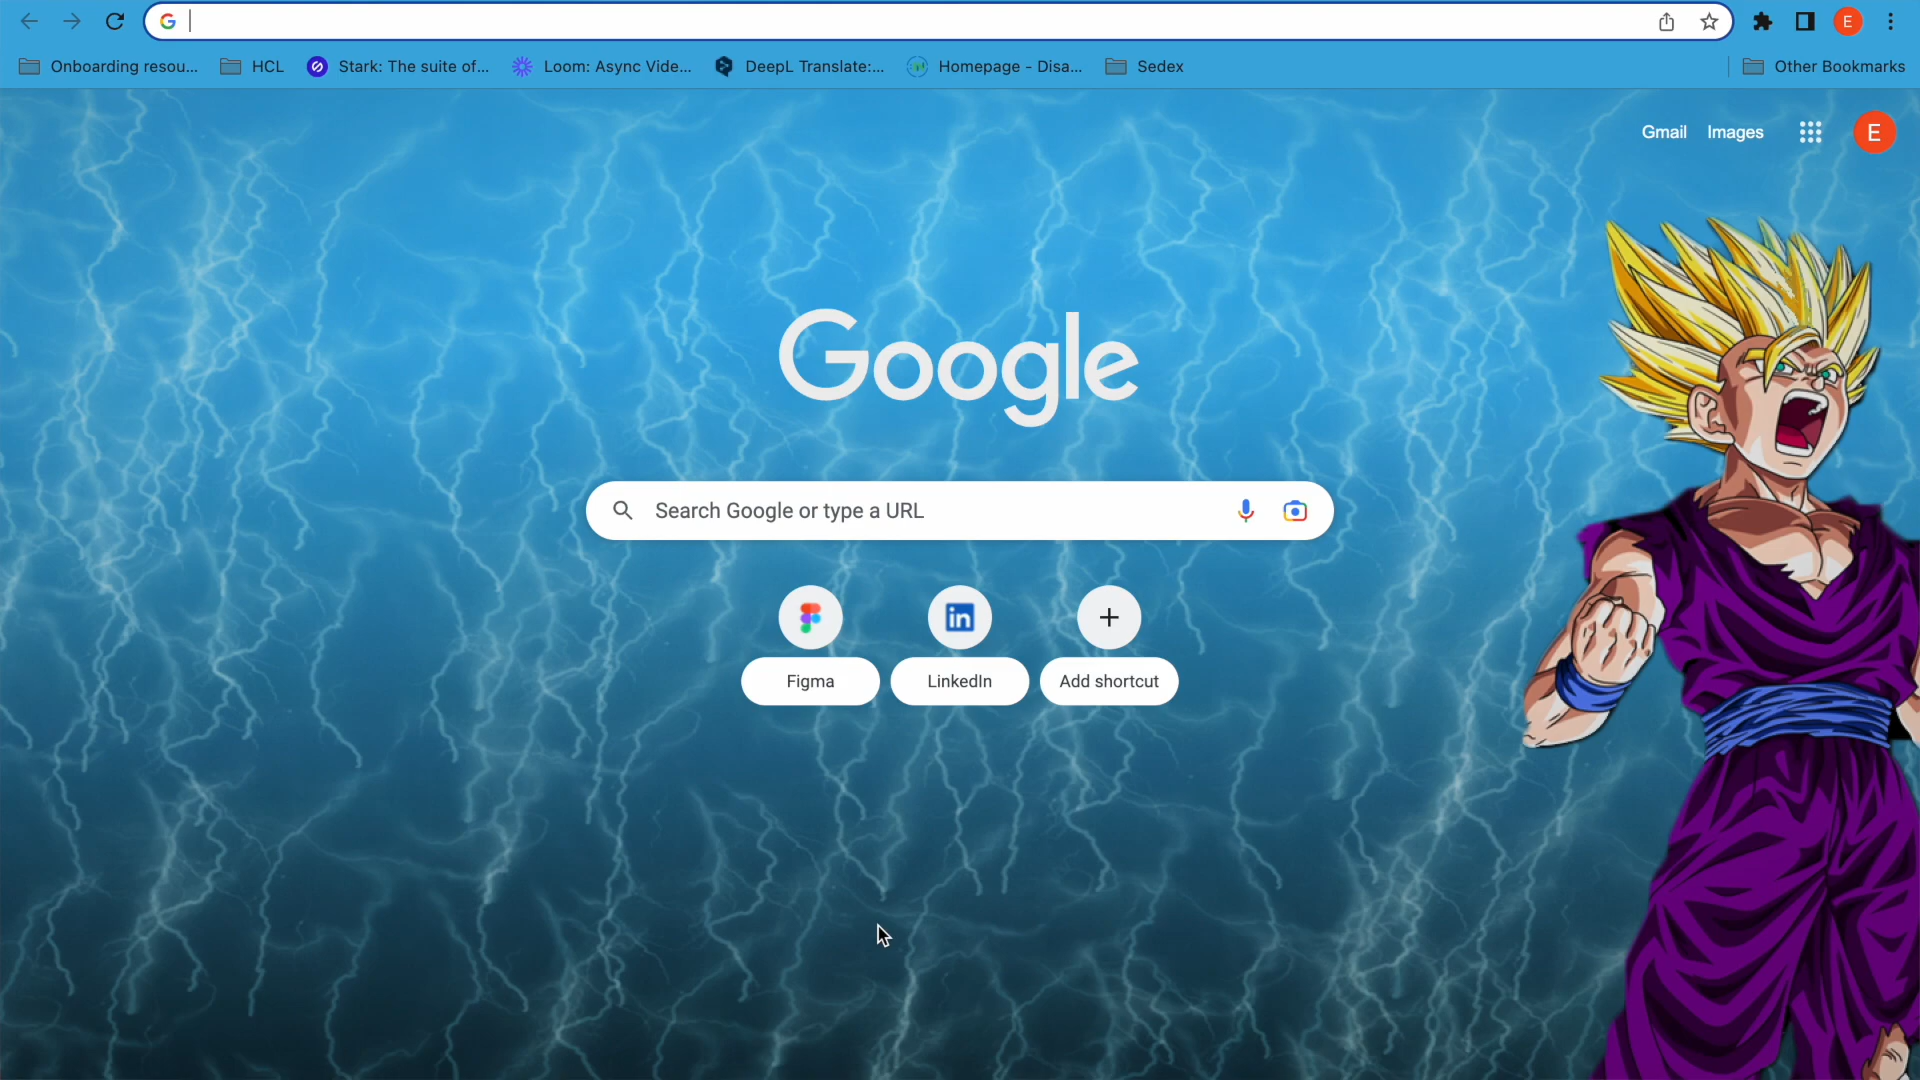 Onboarding resou...
HCL
Stark: The suite of...
Loom: Async Vide...
DeepL Translate:...
Homepage - Disa...
Sedex
Other Bookmarks
E
Gmail
Images
E
Google
Search Google or type a URL
in
Figma
LinkedIn
Add shortcut